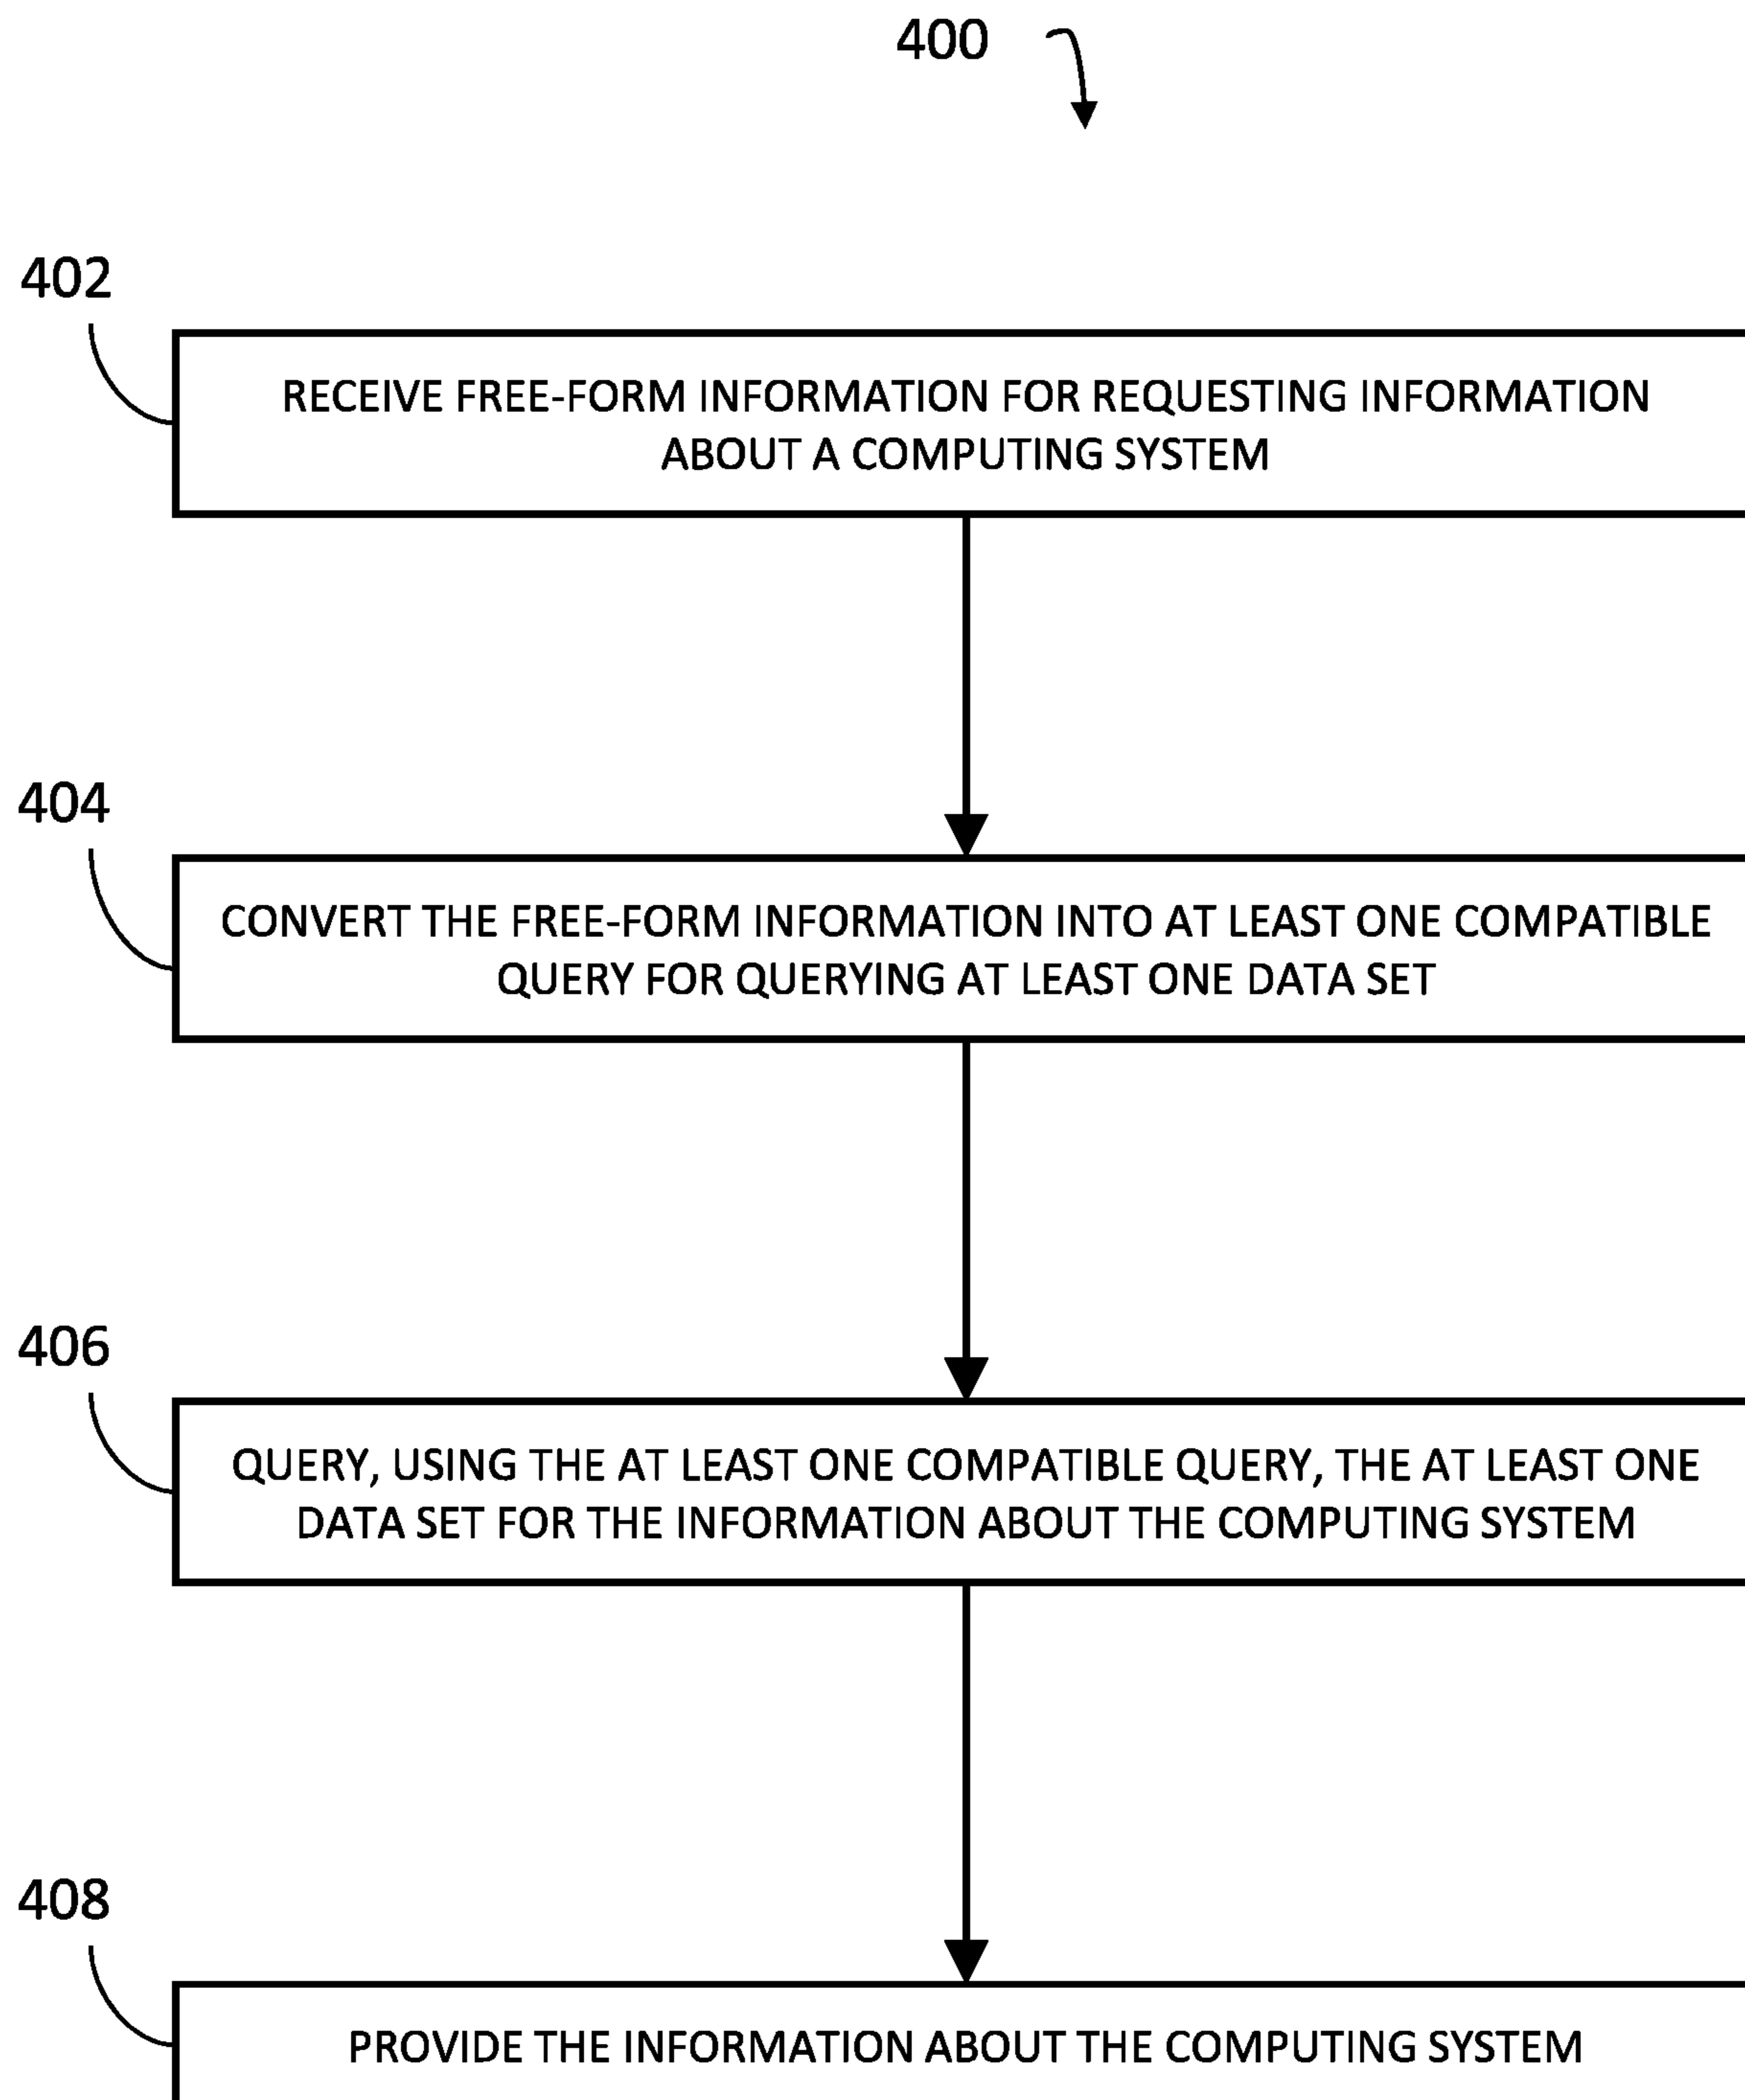 400
402
RECEIVE FREE-FORM INFORMATION FOR REQUESTING INFORMATION
ABOUT A COMPUTING SYSTEM
404
CONVERT THE FREE-FORM INFORMATION INTO AT LEAST ONE COMPATIBLE
QUERY FOR QUERYING AT LEAST ONE DATA SET
406
QUERY, USING THE AT LEAST ONE COMPATIBLE QUERY, THE AT LEAST ONE
DATA SET FOR THE INFORMATION ABOUT THE COMPUTING SYSTEM
408
PROVIDE THE INFORMATION ABOUT THE COMPUTING SYSTEM